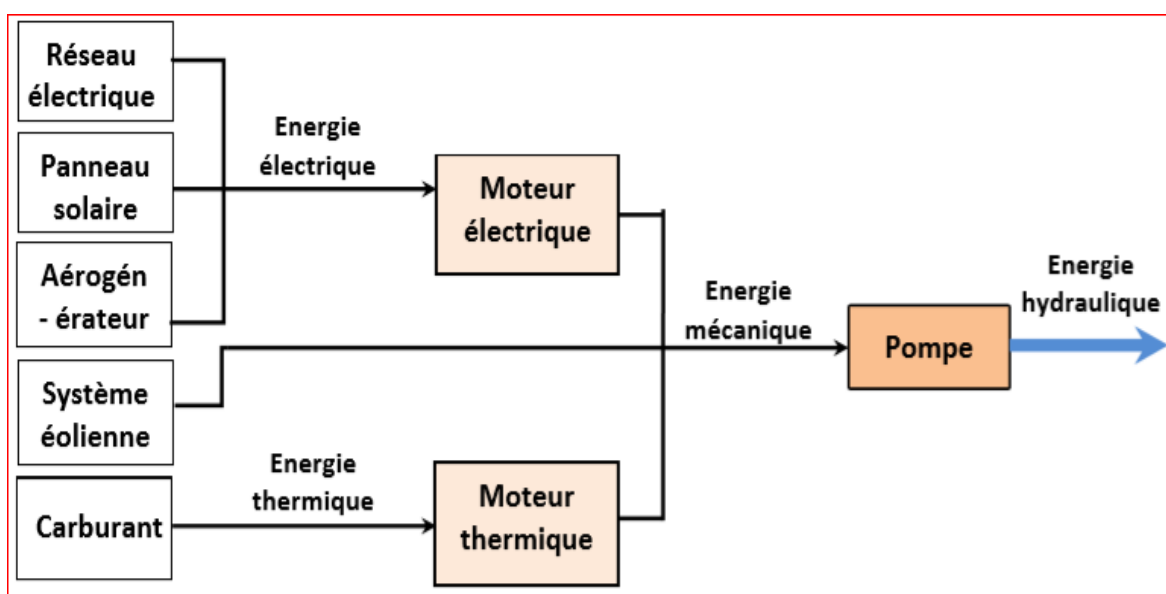 Réseau
électrique
Panneau
solaire
Aérogén
- érateur
Système
éolienne
Carburant
Energie
électrique
Energie
thermique
Moteur
électrique
Moteur
thermique
Energie
mécanique
Pompe
Energie
hydraulique